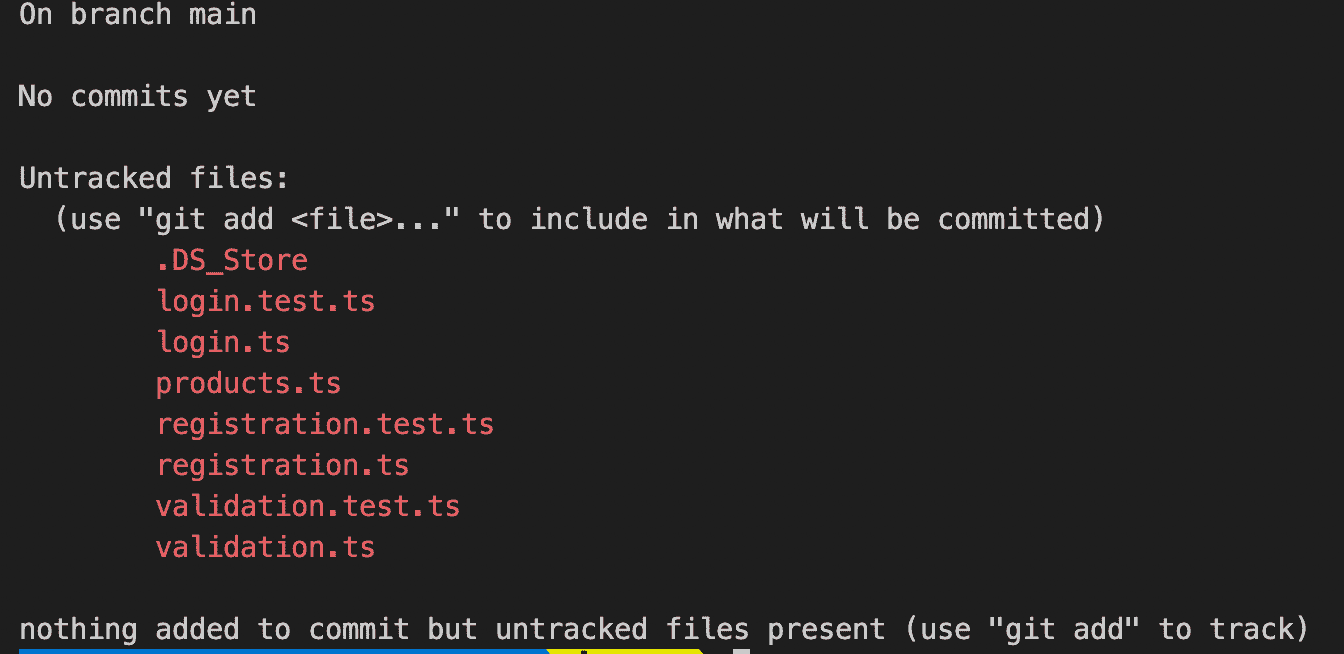 On branch main
No commits yet
Untracked files:
(use "git add <file>..." to include in what will be committed)
.DS_Store
login.test.ts
login.ts
products.ts
registration.test.ts
registration.ts
validation.test.ts
validation.ts
nothing added to commit but untracked files present (use "git add" to track)